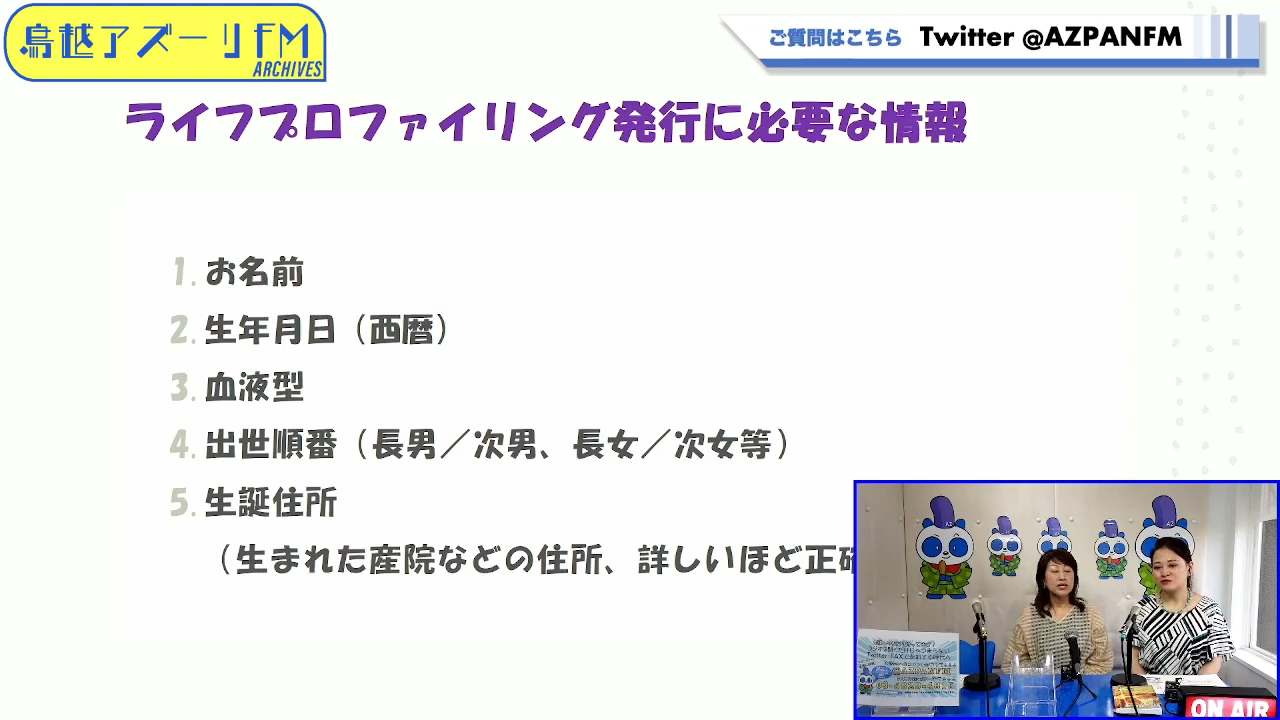 鳥越アズーリFM
ARCHIVES
ご質問はこちら Twitter @AZPANFM
ライフプロファイリング発行に必要な情報
1. お名前
2. 生年月日（西暦）
3. 血液型
4. 出世順番（長男／次男、長女／次女等）
5. 生誕住所
（生まれた産院などの住所、詳しいほど正確
AZ
AZ
ON AIR